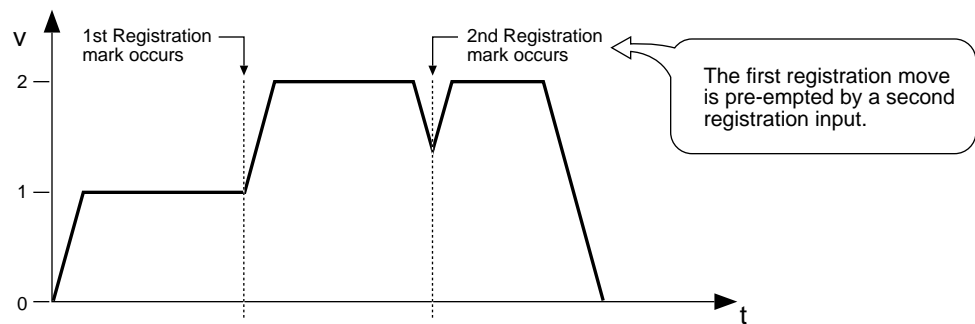 v
1st Registration
mark occurs
2nd Registration
mark occurs
The first registration move
is pre-empted by a second
registration input.
2
1
0
t